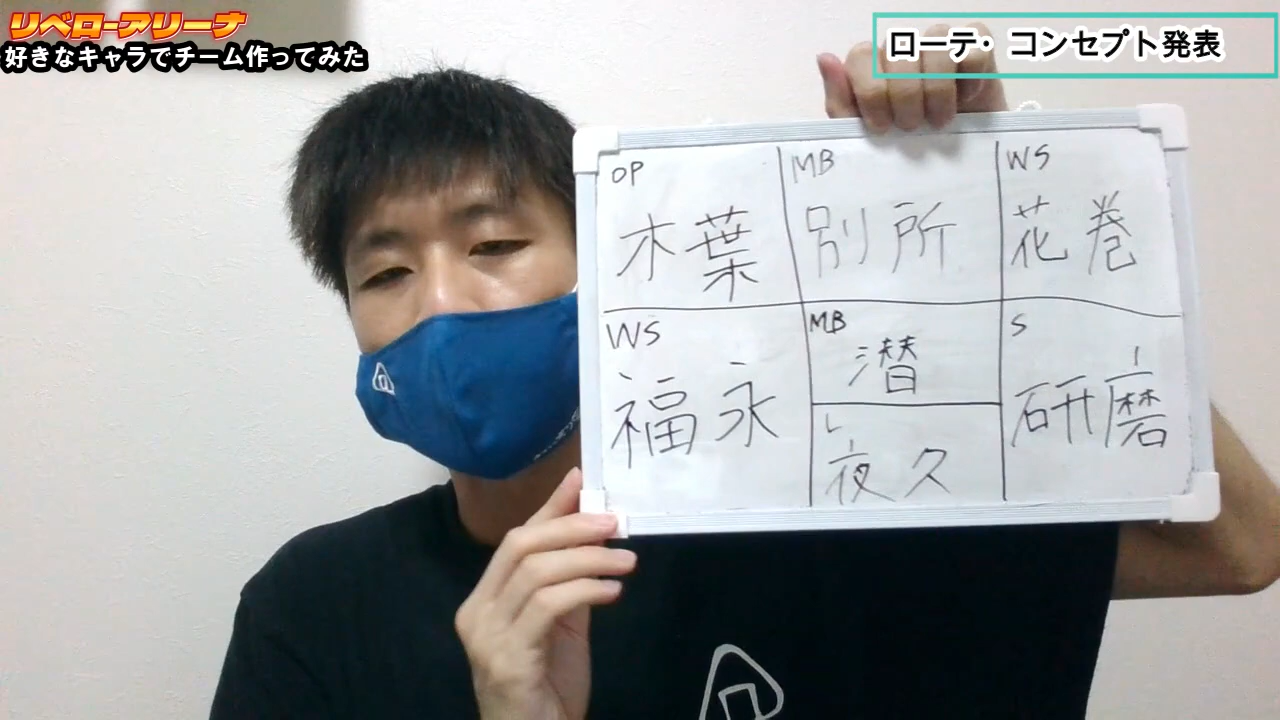 リベローアリーナ
好きなキャラでチーム作ってみた
ローテ・コンセプト発表
OP
木葉
MB
別所
WS
花巻
WS
福永
MB
潜
L
夜久
S
研磨